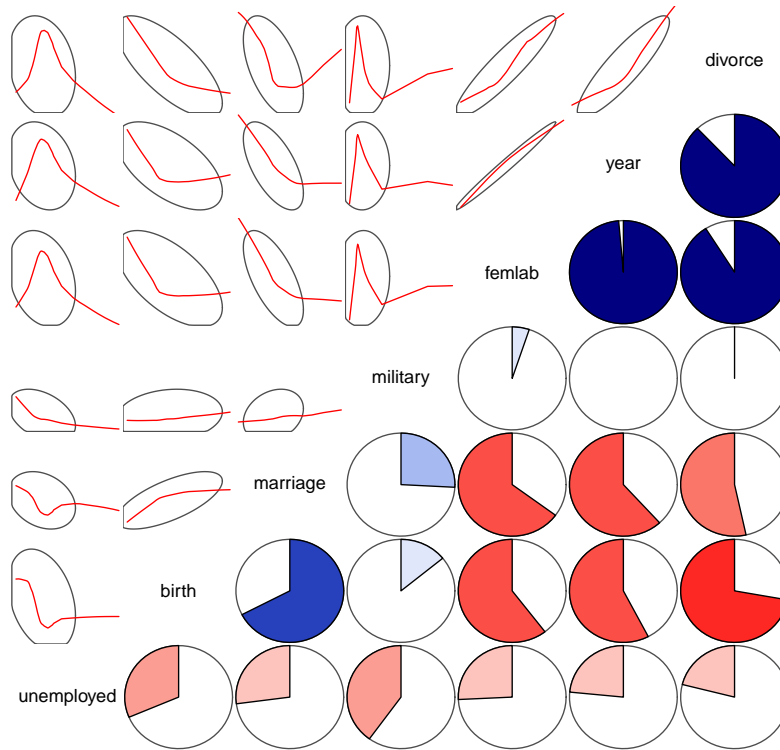 divorce
year
femlab
military
marriage
birth
unemployed